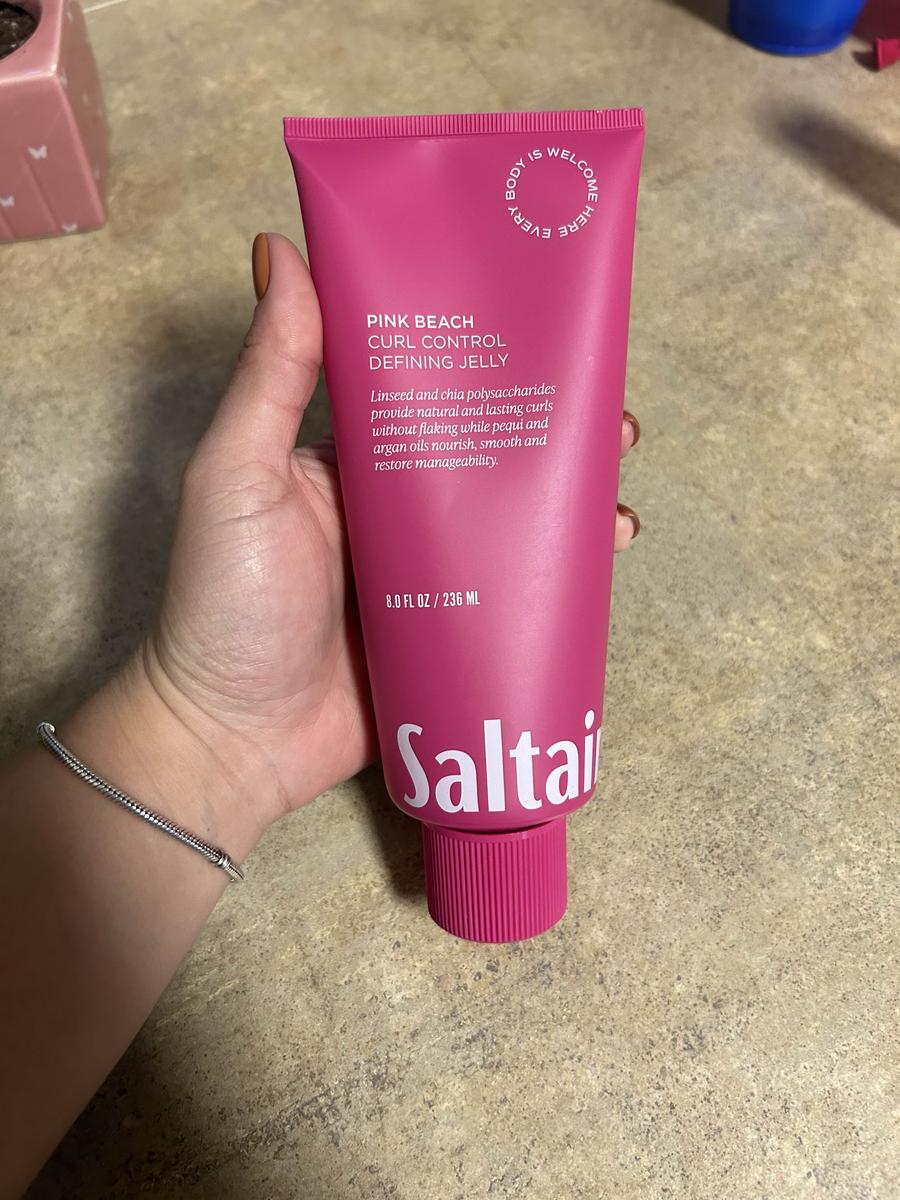 EVERY BODY IS WELCOME HERE
PINK BEACH
CURL CONTROL
DEFINING JELLY
Linseed and chia polysaccharides
provide natural and lasting curls
without flaking while pequi and
argan oils nourish, smooth and
restore manageability.
8.0 FL OZ / 236 ML
Saltair